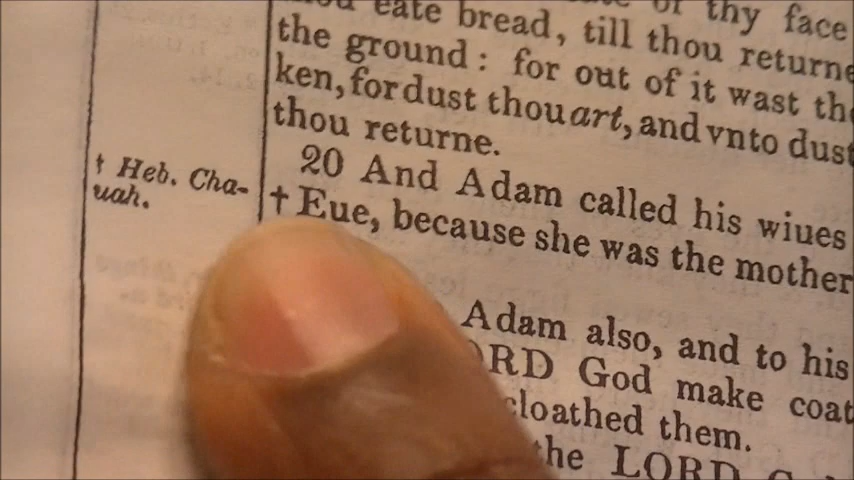 eate bread, till thou returne
the ground: for out of it wast
ken, for dust thou art, and vnto dust
thou returne.
† Heb. Cha-
uah.
20 And Adam called his wiues
† Eue, because she was the mother
Adam also, and to his
God make coat
cloathed them.
the LORD